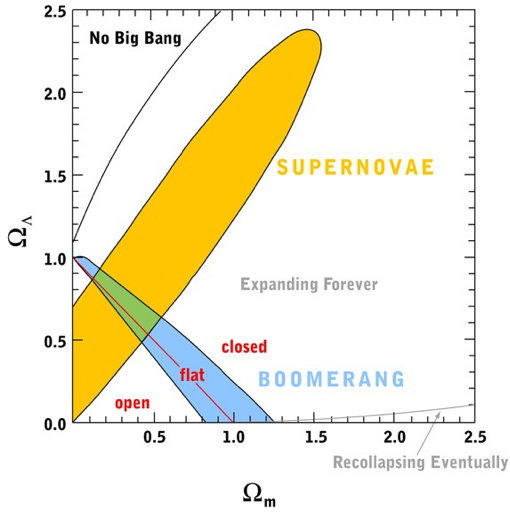 2.5
No Big Bang
2.0
SUPERNOVAE
1.5
Ω_Λ
1.0
Expanding Forever
closed
0.5
BOOMERANG
flat
open
0.0
0.5 1.0 1.5 2.0 2.5
Recollapsing Eventually
Ω_m